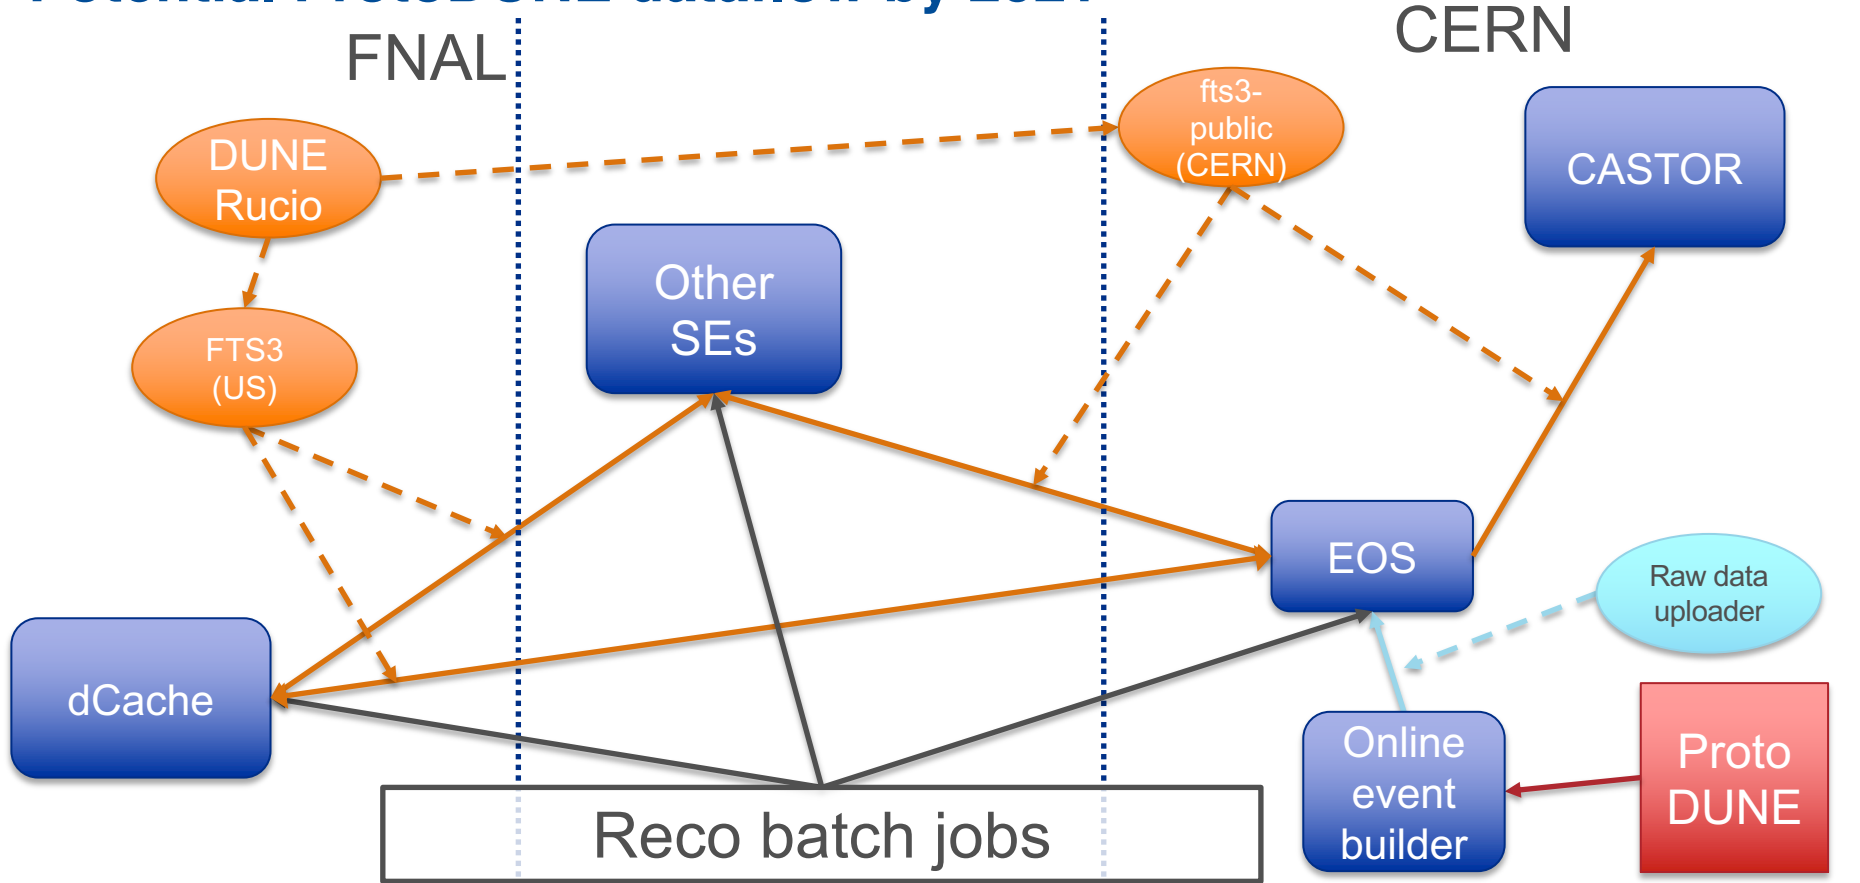 FNAL
CERN
DUNE
Rucio
fts3-
public
(CERN)
CASTOR
Other
SEs
FTS3
(US)
EOS
Raw data
uploader
dCache
Online
event
builder
Proto
DUNE
Reco batch jobs